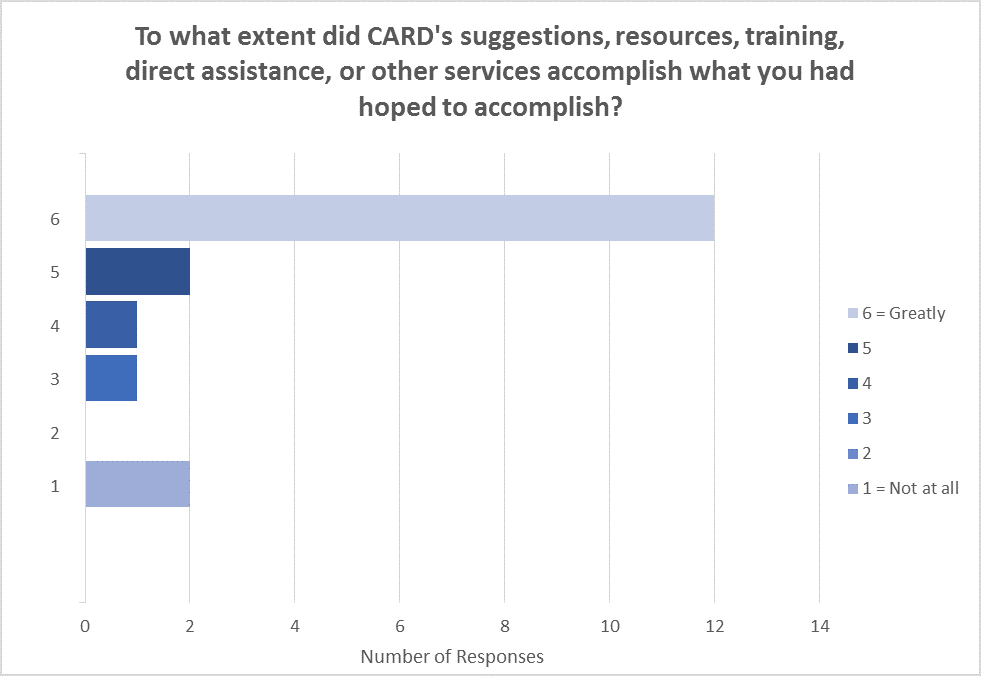 To what extent did CARD's suggestions, resources, training,
direct assistance, or other services accomplish what you had
hoped to accomplish?
6
5
4
3
2
1
6 = Greatly
5
4
3
2
1 = Not at all
0 2 4 6 8 10 12 14
Number of Responses